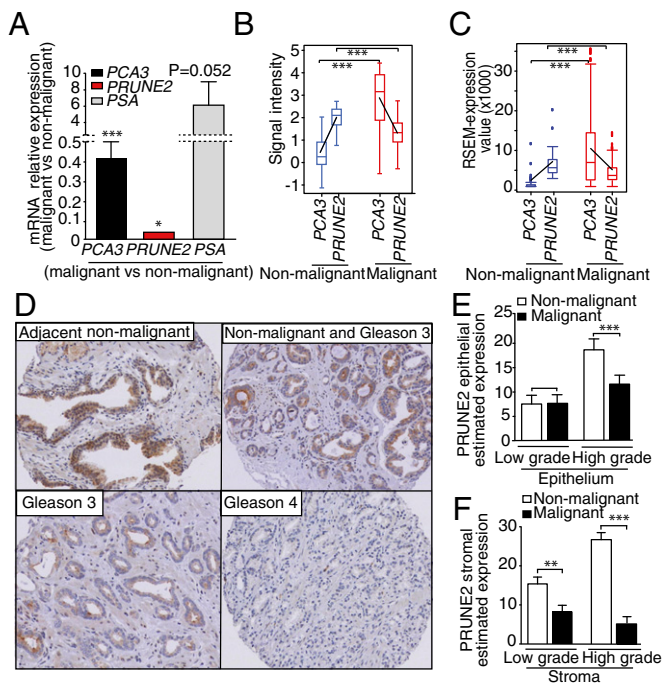 A
mRNA relative expression
(malignant vs non-malignant)
10
8
6
4
2
0.5
0.4
0.3
0.2
0.1
0
PCA3
PRUNE2
PSA
P=0.052
***
*
PCA3 PRUNE2 PSA
(malignant vs non-malignant)
B
Signal intensity
5
4
3
2
1
0
-1
***
***
PCA3
PRUNE2
PCA3
PRUNE2
Non-malignant Malignant
C
RSEM-expression
value (x1000)
35
30
25
20
15
10
5
0
***
***
PCA3
PRUNE2
PCA3
PRUNE2
Non-malignant Malignant
D
Adjacent non-malignant
Non-malignant and Gleason 3
Gleason 3
Gleason 4
E
Non-malignant
Malignant
PRUNE2 epithelial
estimated expression
25
20
15
10
5
0
***
Low grade High grade
Epithelium
F
Non-malignant
Malignant
PRUNE2 stromal
estimated expression
30
20
10
0
**
***
Low grade High grade
Stroma